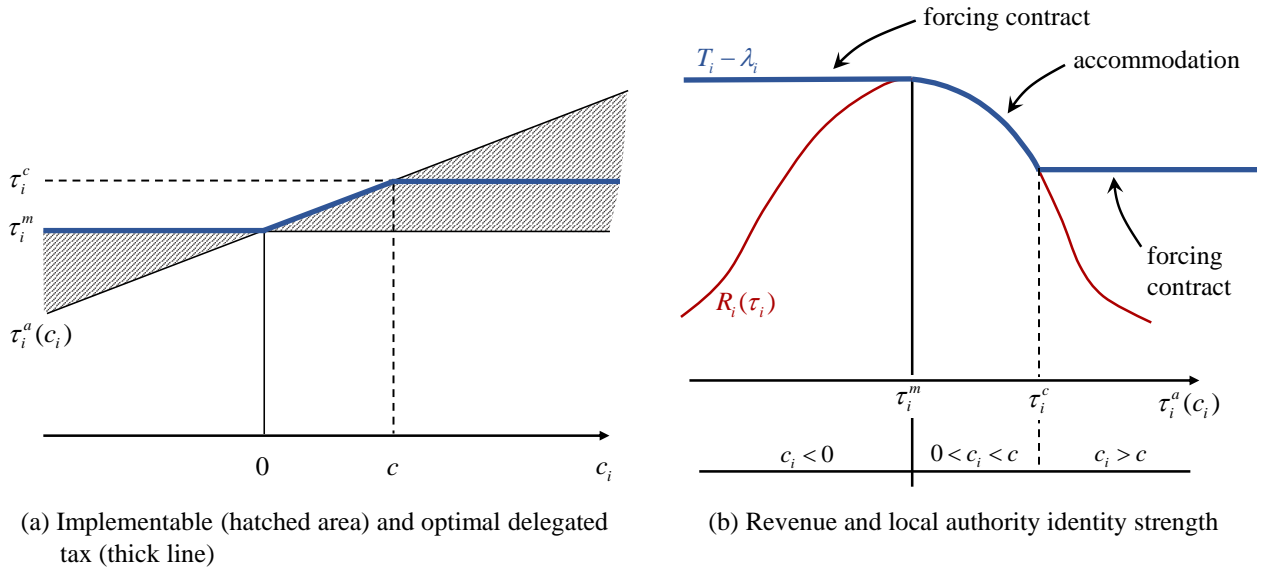 τ_i^c
τ_i^m
τ_i^a(c_i)
0
c
c_i
(a) Implementable (hatched area) and optimal delegated
tax (thick line)
forcing contract
T_i − λ_i
accommodation
forcing
contract
R_i(τ_i)
τ_i^m
τ_i^c
τ_i^a(c_i)
c_i < 0
0 < c_i < c
c_i > c
(b) Revenue and local authority identity strength